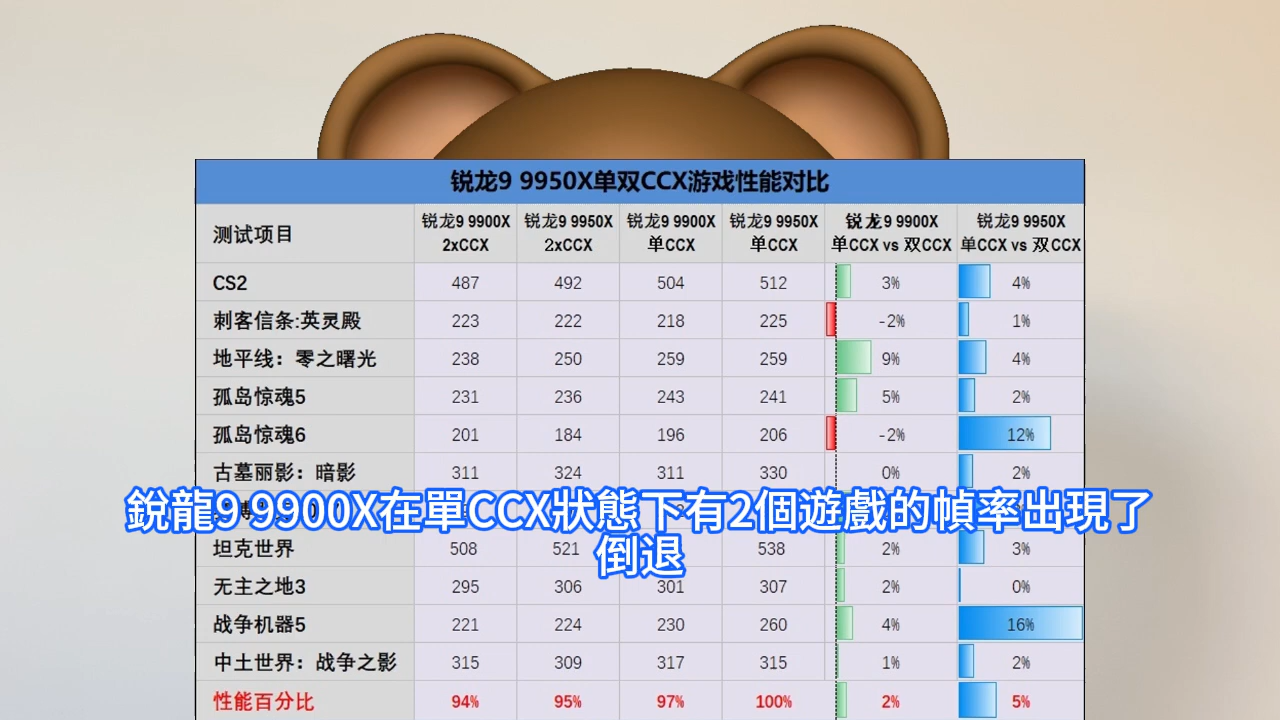 锐龙9 9950X单双CCX游戏性能对比
测试项目 锐龙9 9900X 2xCCX 锐龙9 9950X 2xCCX 锐龙9 9900X 单CCX 锐龙9 9950X 单CCX 锐龙9 9900X 单CCX vs 双CCX 锐龙9 9950X 单CCX vs 双CCX
CS2 487 492 504 512 3% 4%
刺客信条:英灵殿 223 222 218 225 -2% 1%
地平线：零之曙光 238 250 259 259 9% 4%
孤岛惊魂5 231 236 243 241 5% 2%
孤岛惊魂6 201 184 196 206 -2% 12%
古墓丽影：暗影 311 324 311 330 0% 2%
銳龍9 9900X在單CCX狀態下有2個遊戲的幀率出現了
倒退
坦克世界 508 521 538 2% 3%
无主之地3 295 306 301 307 2% 0%
战争机器5 221 224 230 260 4% 16%
中土世界：战争之影 315 309 317 315 1% 2%
性能百分比 94% 95% 97% 100% 2% 5%